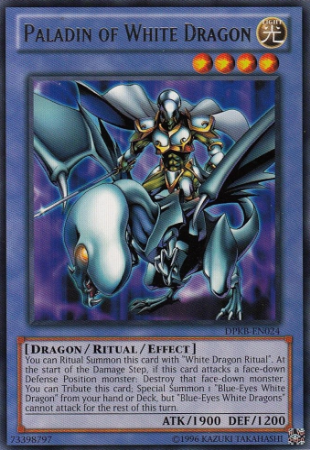 PALADIN OF WHITE DRAGON
LIGHT
光
DPKB-EN024
[DRAGON/RITUAL/EFFECT]
You can Ritual Summon this card with "White Dragon Ritual". At
the start of the Damage Step, if this card attacks a face-down
Defense Position monster: Destroy that face-down monster.
You can Tribute this card; Special Summon 1 "Blue-Eyes White
Dragon" from your hand or Deck, but "Blue-Eyes White Dragons"
cannot attack for the rest of this turn.
ATK/1900 DEF/1200
73398797
©1996 KAZUKI TAKAHASHI